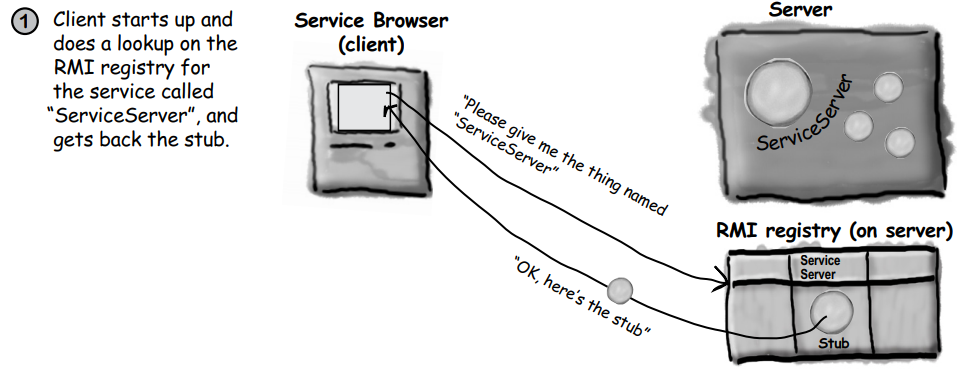 1 Client starts up and
does a lookup on the
RMI registry for
the service called
“ServiceServer”, and
gets back the stub.
Service Browser
(client)
“Please give me the thing named
“ServiceServer”
“OK, here’s the stub”
Server
ServiceServer
RMI registry (on server)
Service
Server
Stub